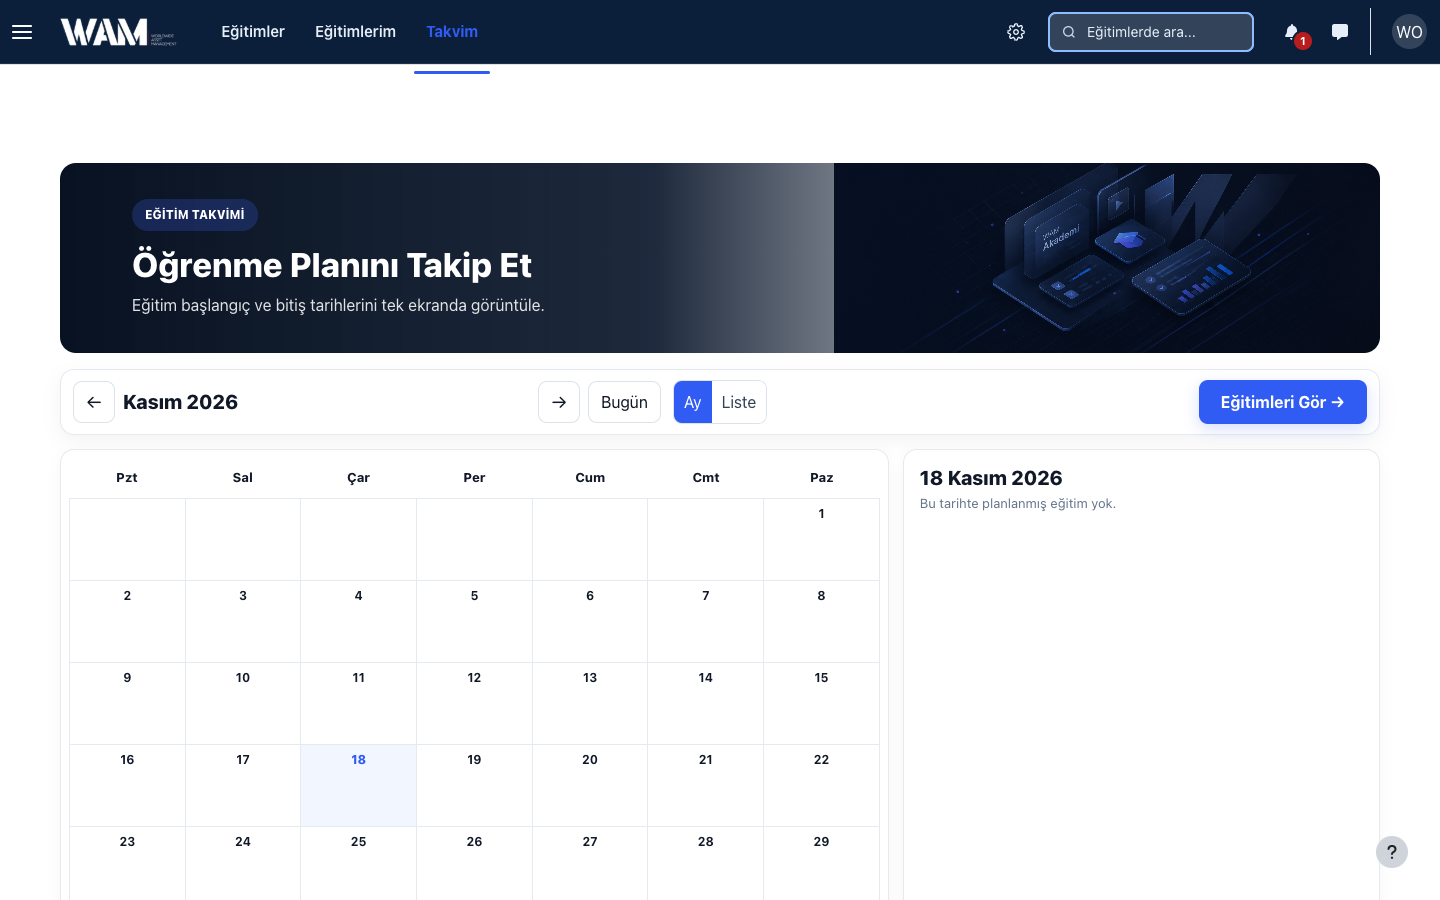 WAM
WORLDWIDE
ASSET
MANAGEMENT
Eğitimler
Eğitimlerim
Takvim
Eğitimlerde ara...
1
WO
EĞİTİM TAKVİMİ
Öğrenme Planını Takip Et
Eğitim başlangıç ve bitiş tarihlerini tek ekranda görüntüle.
WAM
Akademi
← Kasım 2026
→
Bugün
Ay
Liste
Eğitimleri Gör →
Pzt Sal Çar Per Cum Cmt Paz
1
2 3 4 5 6 7 8
9 10 11 12 13 14 15
16 17 18 19 20 21 22
23 24 25 26 27 28 29
18 Kasım 2026
Bu tarihte planlanmış eğitim yok.
?